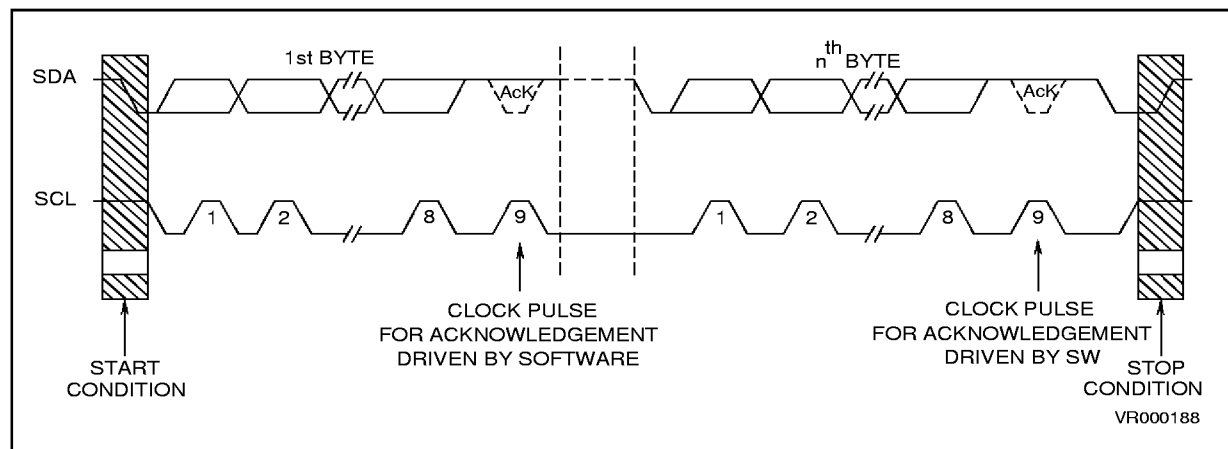 1st BYTE
nth BYTE
SDA
AcK
AcK
SCL
1
2
8
9
1
2
8
9
CLOCK PULSE
FOR ACKNOWLEDGEMENT
DRIVEN BY SOFTWARE
CLOCK PULSE
FOR ACKNOWLEDGEMENT
DRIVEN BY SW
START
CONDITION
STOP
CONDITION
VR000188